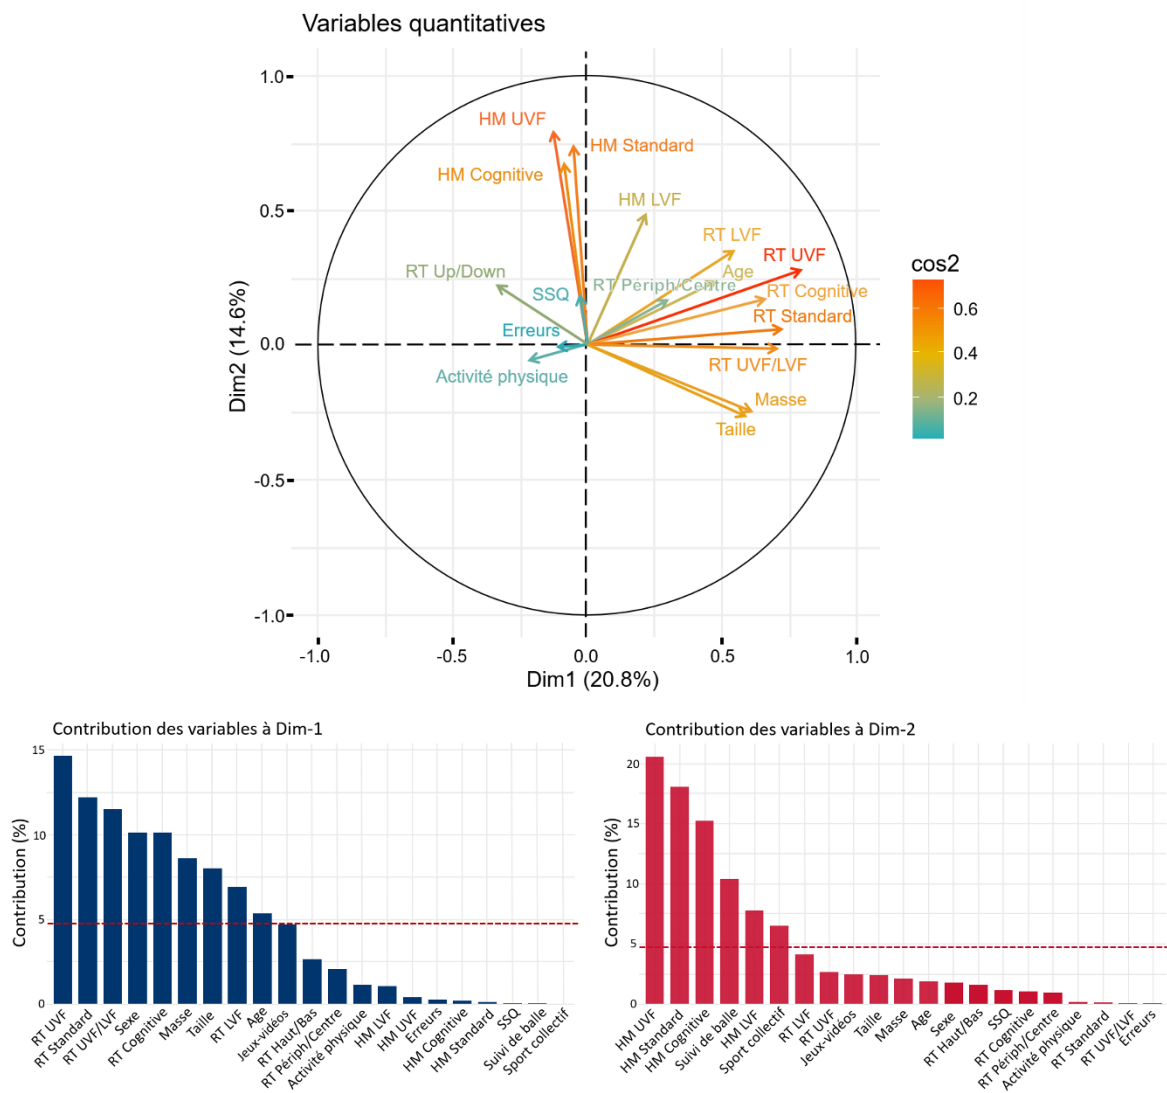 Variables quantitatives
1.0
HM UVF
HM Standard
HM Cognitive
0.5
HM LVF
RT LVF
RT UVF
RT Up/Down
Age
SSQ
RT Périph/Centre
RT Cognitive
RT Standard
Erreurs
0.0
RT UVF/LVF
Activité physique
Masse
Taille
-0.5
-1.0
Dim2 (14.6%)
-1.0 -0.5 0.0 0.5 1.0
Dim1 (20.8%)
cos2
0.6
0.4
0.2
Contribution des variables à Dim-1
Contribution (%)
15
10
5
0
RT UVF
RT Standard
RT UVF/LVF
Sexe
RT Cognitive
Masse
Taille
RT LVF
Age
Jeux-vidéos
RT Haut/Bas
RT Périph/Centre
Activité physique
HM LVF
HM UVF
Erreurs
HM Cognitive
HM Standard
SSQ
Suivi de balle
Sport collectif
Contribution des variables à Dim-2
Contribution (%)
20
15
10
5
0
HM UVF
HM Standard
HM Cognitive
Suivi de balle
HM LVF
Sport collectif
RT LVF
RT UVF
Jeux-vidéos
Taille
Masse
Age
Sexe
RT Haut/Bas
SSQ
RT Cognitive
RT Périph/Centre
Activité physique
RT Standard
RT UVF/LVF
Erreurs